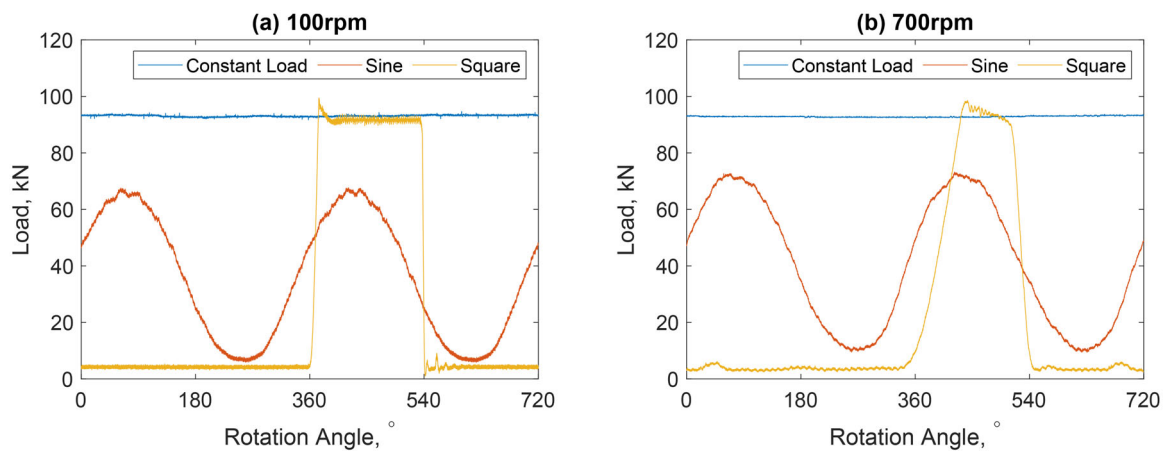 (a) 100rpm
120
100
80
60
40
20
0
Load, kN
Constant Load Sine Square
0 180 360 540 720
Rotation Angle, °
(b) 700rpm
120
100
80
60
40
20
0
Load, kN
Constant Load Sine Square
0 180 360 540 720
Rotation Angle, °